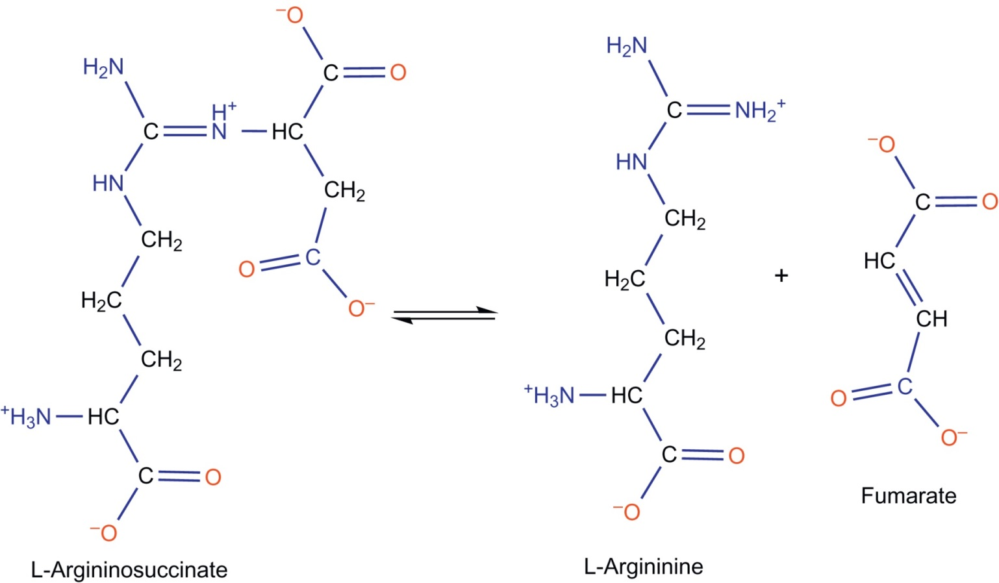 ⁻O
C O
H₂N
H⁺
C N HC
HN
CH₂
CH₂
O C
O⁻
H₂C
CH₂
⁺H₃N HC
C O
⁻O
L-Argininosuccinate
H₂N
C NH₂⁺
HN
CH₂
H₂C
CH₂
⁺H₃N HC
C O
⁻O
L-Argininine
+
⁻O
C O
HC
CH
O C
O⁻
Fumarate